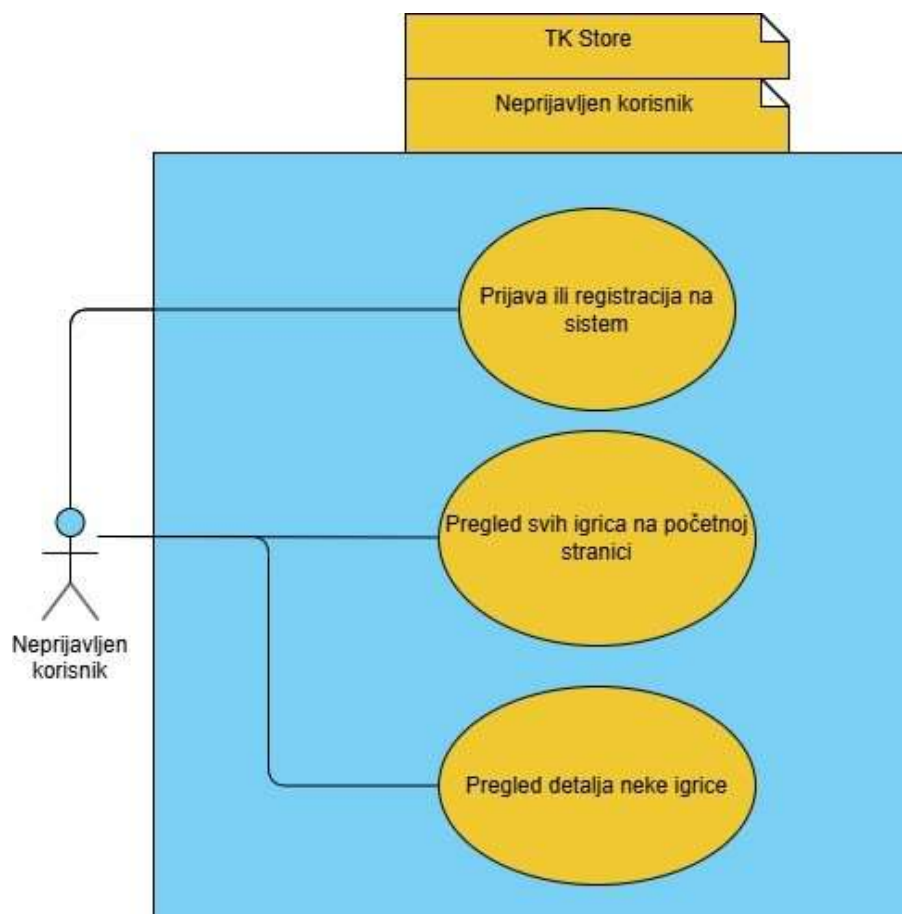 TK Store
Neprijavljen korisnik
Prijava ili registracija na
sistem
Pregled svih igrica na početnoj
stranici
Neprijavljen
korisnik
Pregled detalja neke igrice